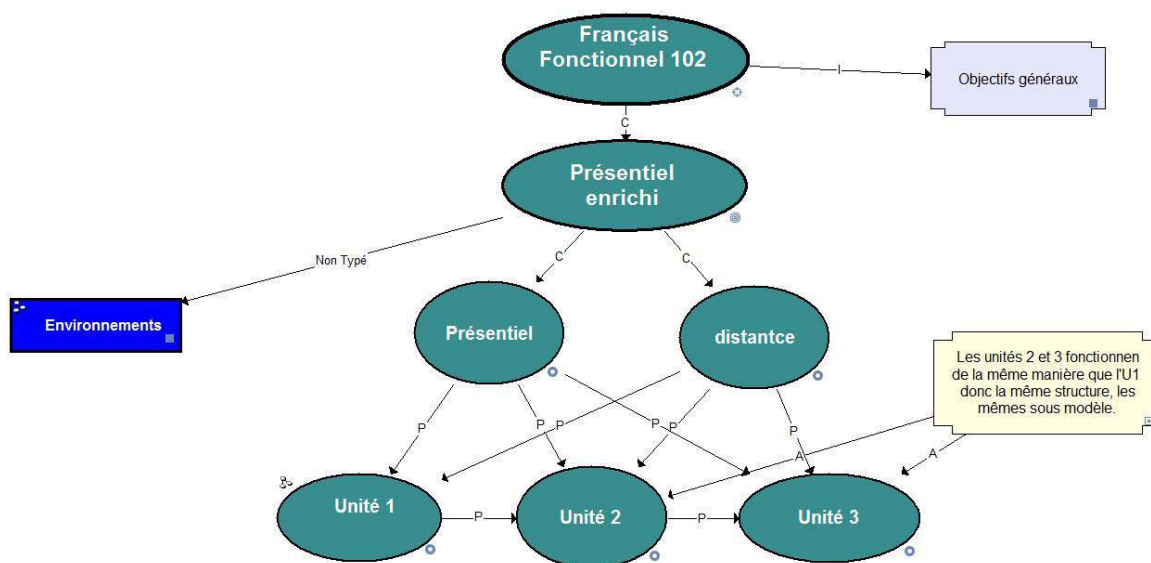 Français
Fonctionnel 102
I
Objectifs généraux
C
Présentiel
enrichi
Non Typé
C
C
Environnements
Présentiel
distantce
Les unités 2 et 3 fonctionnen
de la même manière que l'U1
donc la même structure, les
mêmes sous modèle.
P
P
P
P
P
P
A
A
Unité 1
P
Unité 2
P
Unité 3